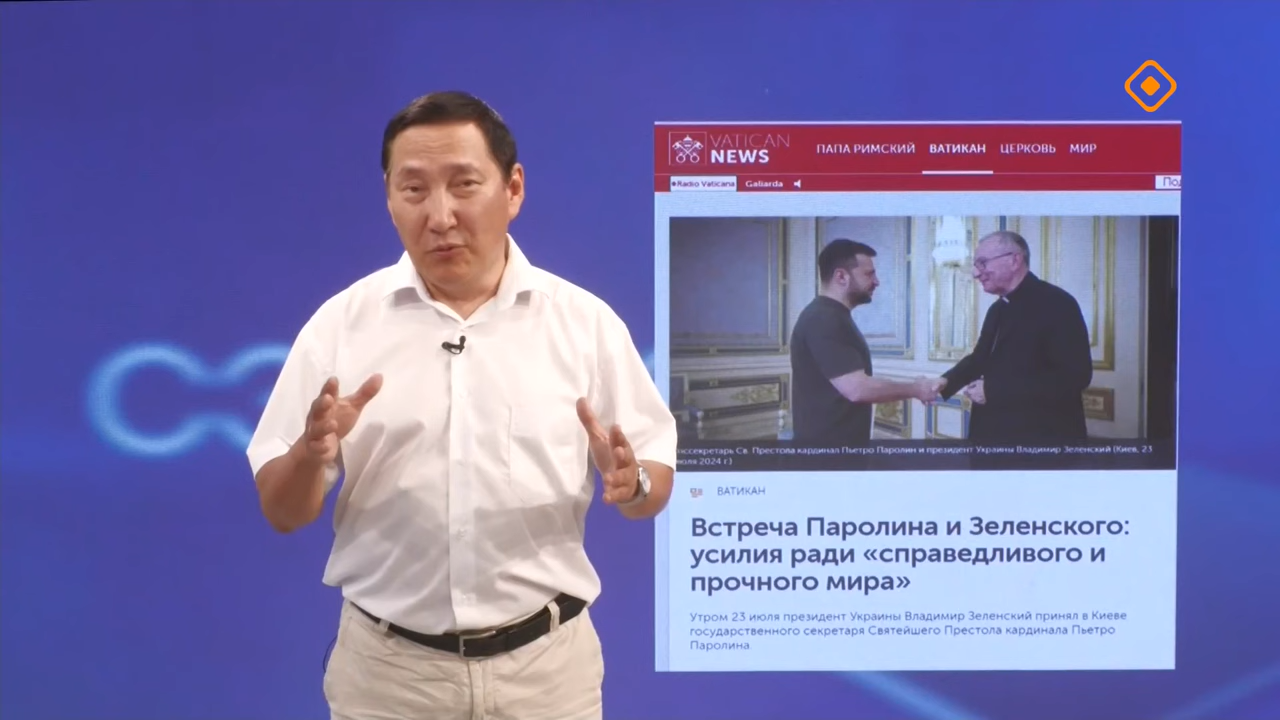 VATICAN
NEWS
ПАПА РИМСКИЙ ВАТИКАН ЦЕРКОВЬ МИР
Radio Vaticana Gallarda
Под
Св. Престола кардинал Пьетро Паролин и президент Украины Владимир Зеленский (Киев, 23
июля 2024 г.)
ВАТИКАН
Встреча Паролина и Зеленского:
усилия ради «справедливого и
прочного мира»
Утром 23 июля президент Украины Владимир Зеленский принял в Киеве
государственного секретаря Святейшего Престола кардинала Пьетро
Паролина.